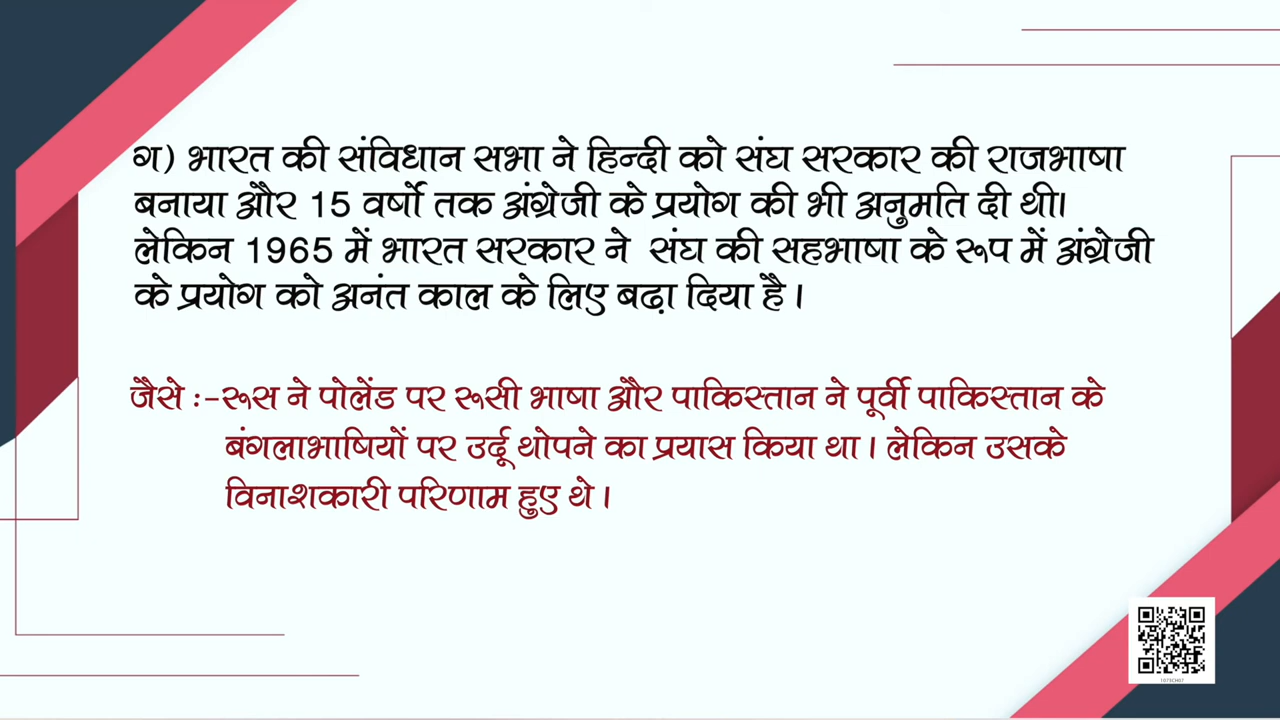 ग) भारत की संविधान सभा ने हिन्दी को संघ सरकार की राजभाषा
बनाया और 15 वर्षो तक अंग्रेजी के प्रयोग की भी अनुमति दी थी।
लेकिन 1965 में भारत सरकार ने संघ की सहभाषा के रूप में अंग्रेजी
के प्रयोग को अनंत काल के लिए बढ़ा दिया है ।
जैसे :-रूस ने पोलेंड पर रूसी भाषा और पाकिस्तान ने पूर्वी पाकिस्तान के
बंगलाभाषियों पर उर्दू थोपने का प्रयास किया था । लेकिन उसके
विनाशकारी परिणाम हुए थे ।
1073CH07